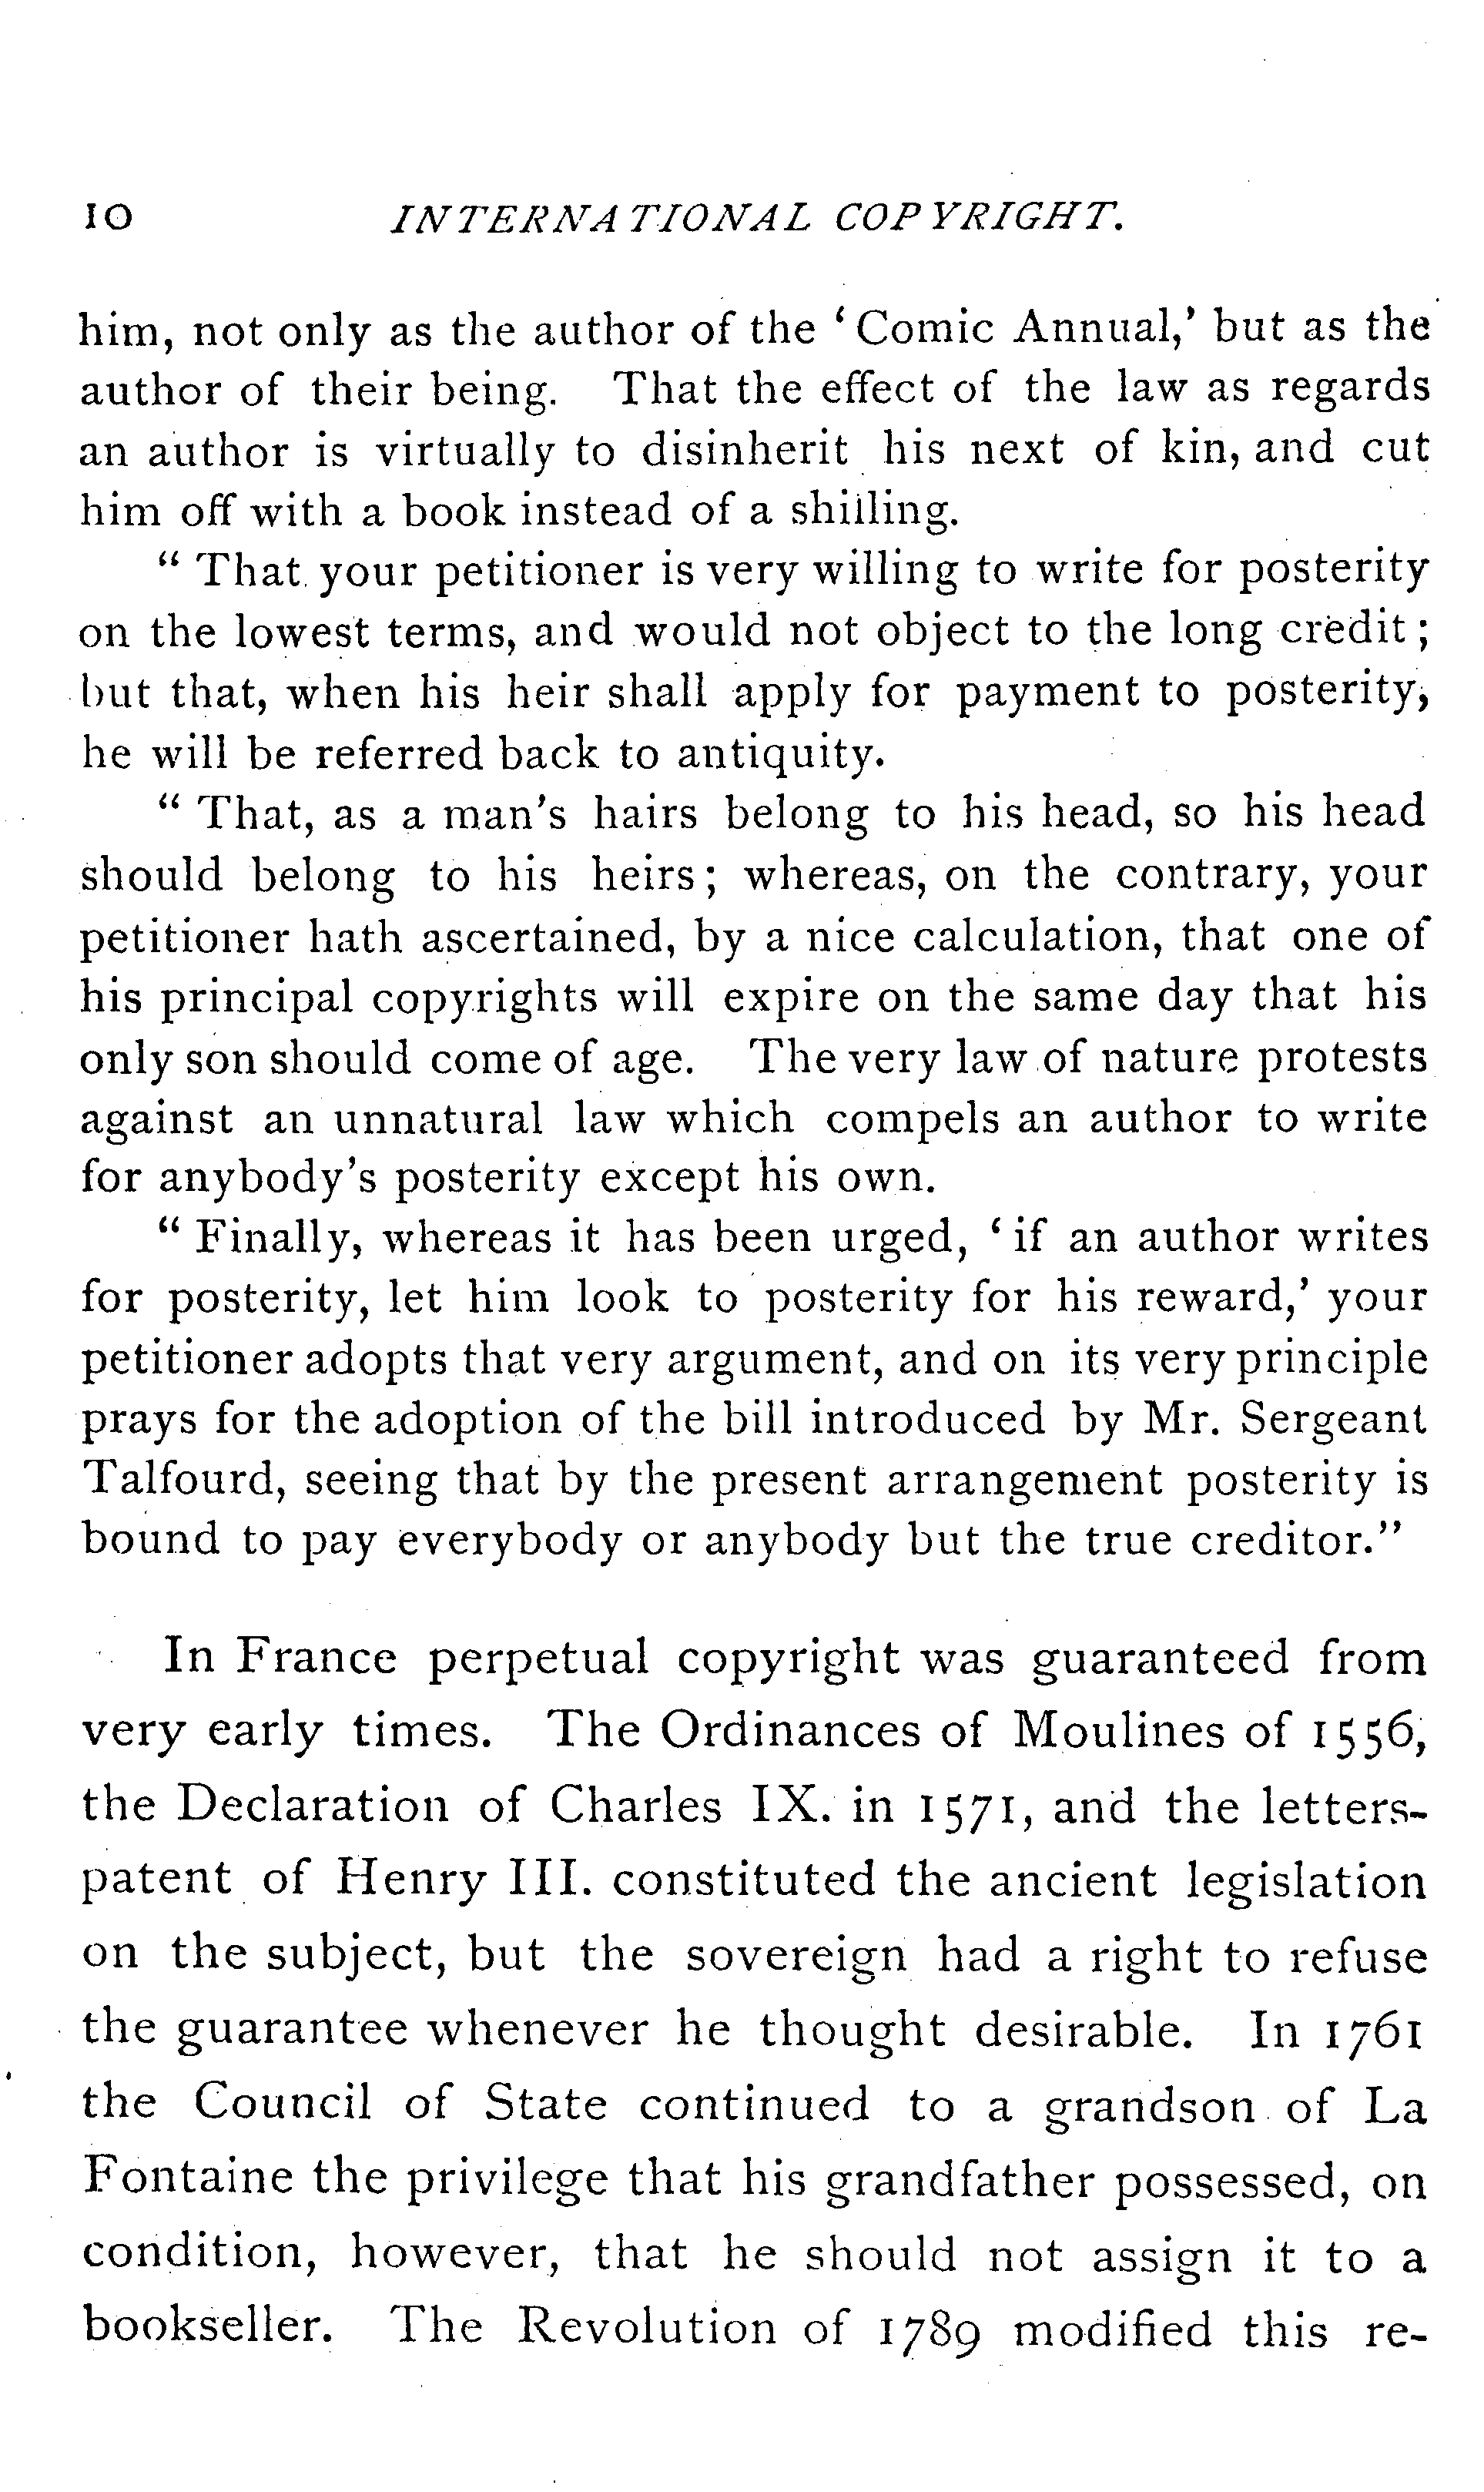 10 INTERNATIONAL COPYRIGHT.
him, not only as the author of the ‘Comic Annual,’ but as the
author of their being. That the effect of the law as regards
an author is virtually to disinherit his next of kin, and cut
him off with a book instead of a shilling.
“That your petitioner is very willing to write for posterity
on the lowest terms, and would not object to the long credit;
but that, when his heir shall apply for payment to posterity,
he will be referred back to antiquity.
“That, as a man’s hairs belong to his head, so his head
should belong to his heirs; whereas, on the contrary, your
petitioner hath ascertained, by a nice calculation, that one of
his principal copyrights will expire on the same day that his
only son should come of age. The very law of nature protests
against an unnatural law which compels an author to write
for anybody’s posterity except his own.
“Finally, whereas it has been urged, ‘if an author writes
for posterity, let him look to posterity for his reward,’ your
petitioner adopts that very argument, and on its very principle
prays for the adoption of the bill introduced by Mr. Sergeant
Talfourd, seeing that by the present arrangement posterity is
bound to pay everybody or anybody but the true creditor.”
In France perpetual copyright was guaranteed from
very early times. The Ordinances of Moulines of 1556,
the Declaration of Charles IX. in 1571, and the letters-
patent of Henry III. constituted the ancient legislation
on the subject, but the sovereign had a right to refuse
the guarantee whenever he thought desirable. In 1761
the Council of State continued to a grandson of La
Fontaine the privilege that his grandfather possessed, on
condition, however, that he should not assign it to a
bookseller. The Revolution of 1789 modified this re-